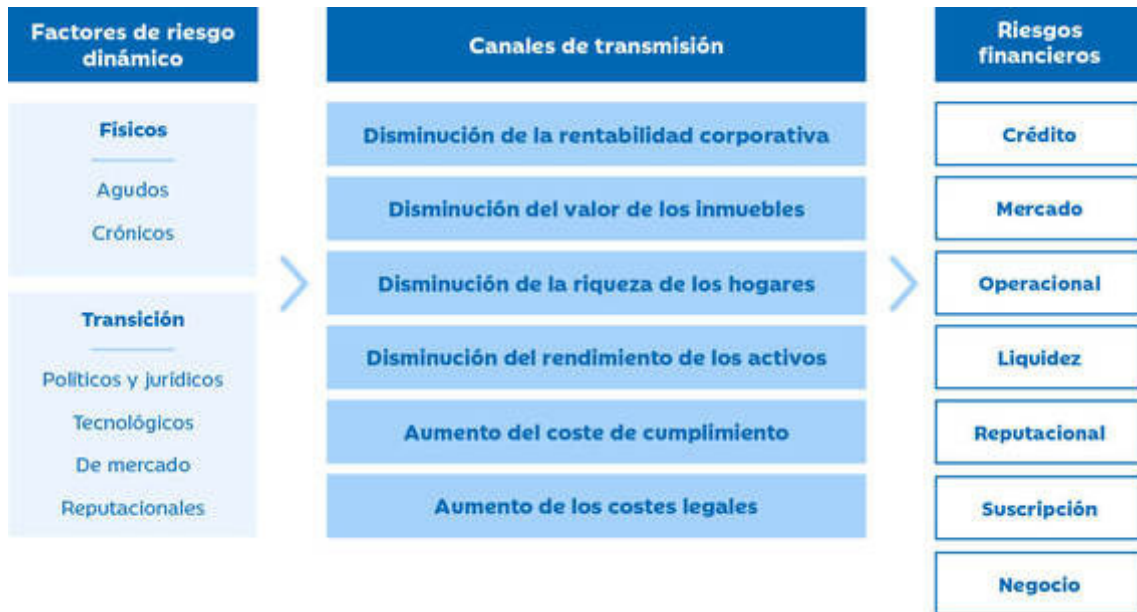 Factores de riesgo
dinámico
Físicos
Agudos
Crónicos
Transición
Políticos y jurídicos
Tecnológicos
De mercado
Reputacionales
Canales de transmisión
Disminución de la rentabilidad corporativa
Disminución del valor de los inmuebles
Disminución de la riqueza de los hogares
Disminución del rendimiento de los activos
Aumento del coste de cumplimiento
Aumento de los costes legales
Riesgos
financieros
Crédito
Mercado
Operacional
Liquidez
Reputacional
Suscripción
Negocio